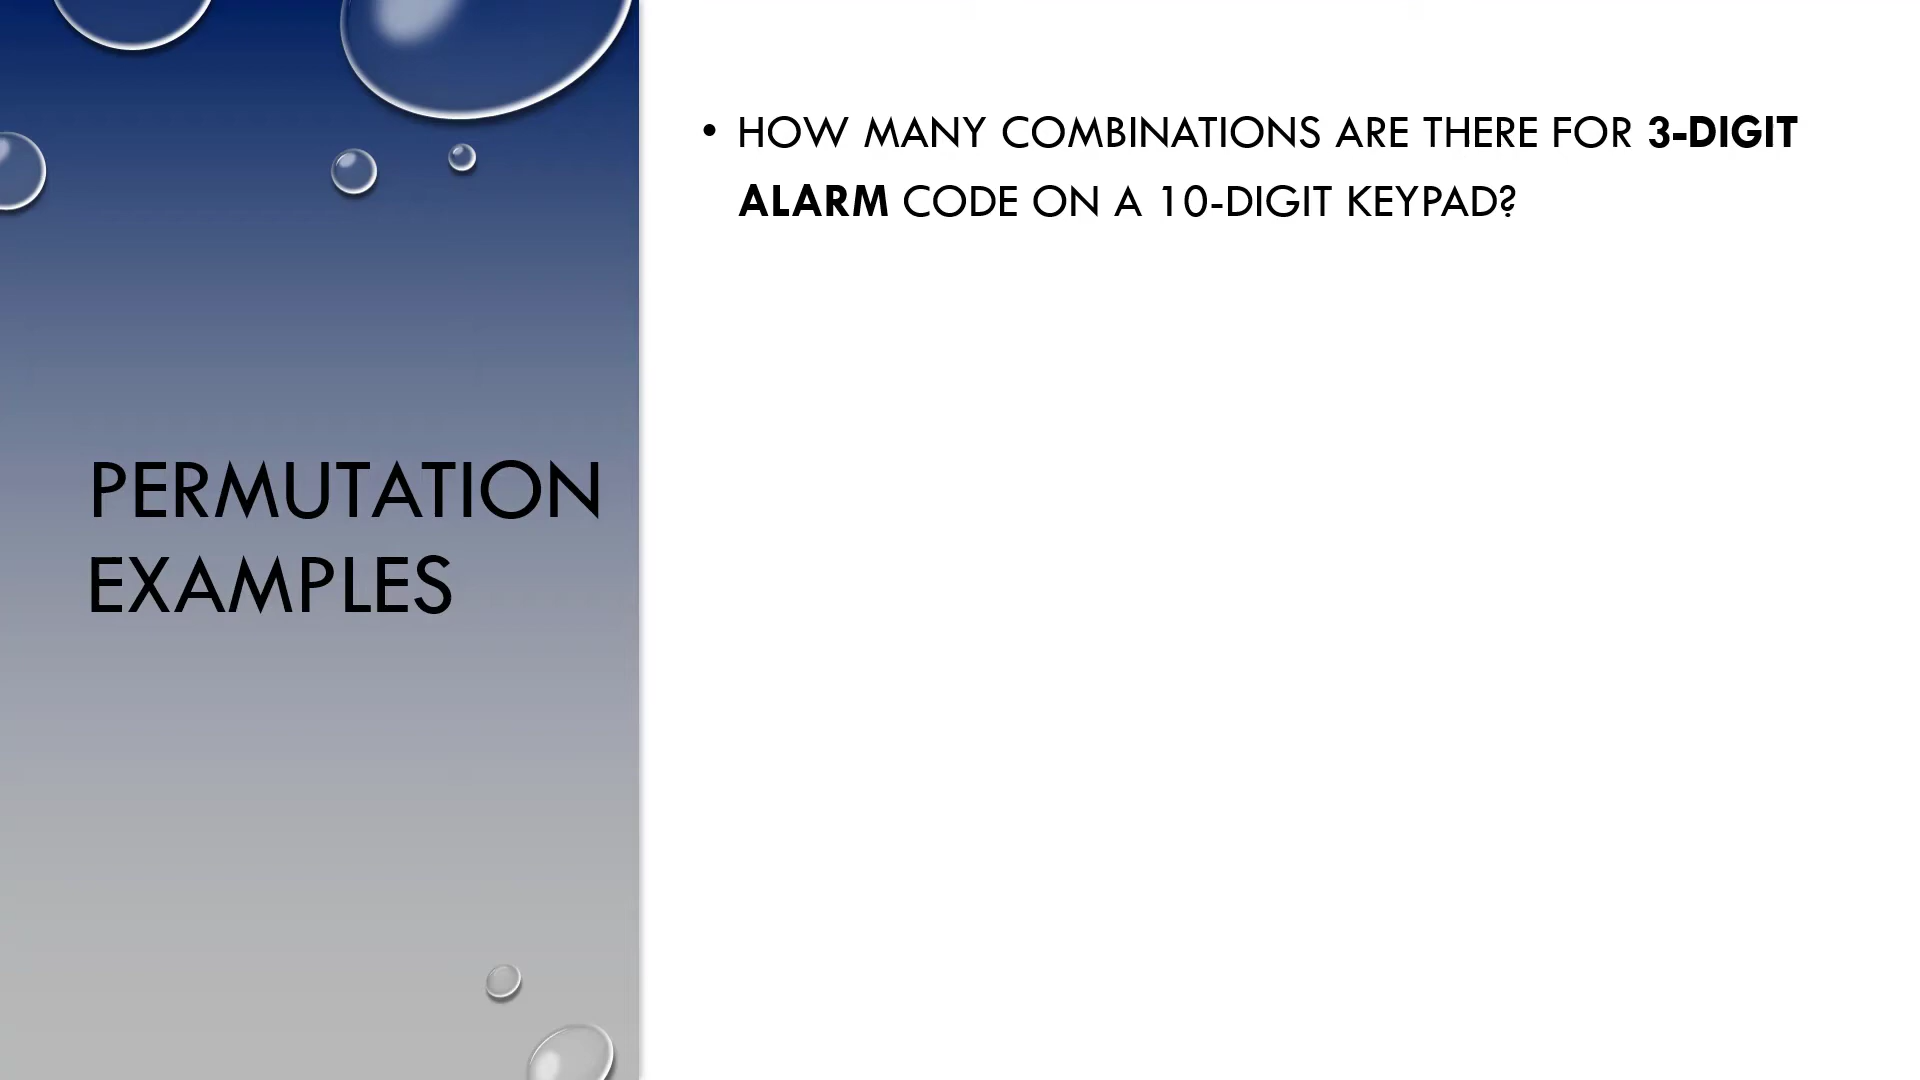 PERMUTATION
EXAMPLES
• HOW MANY COMBINATIONS ARE THERE FOR 3-DIGIT
ALARM CODE ON A 10-DIGIT KEYPAD?